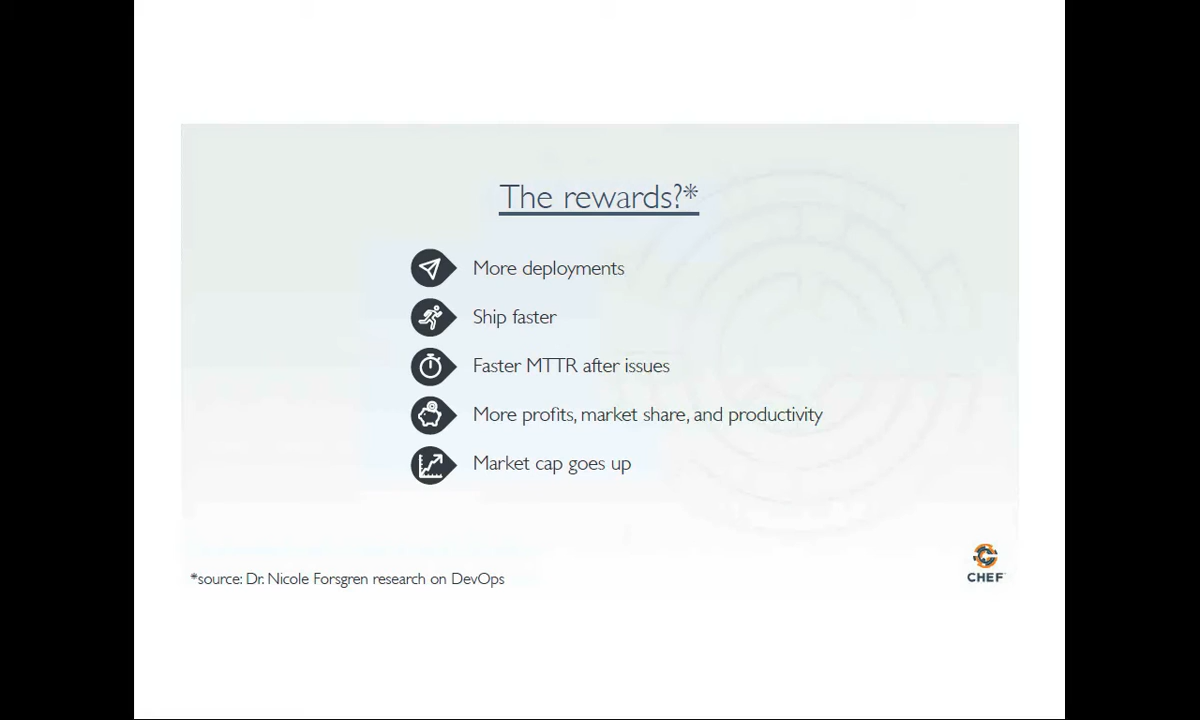 The rewards?*
More deployments
Ship faster
Faster MTTR after issues
More profits, market share, and productivity
Market cap goes up
*source: Dr. Nicole Forsgren research on DevOps
CHEF